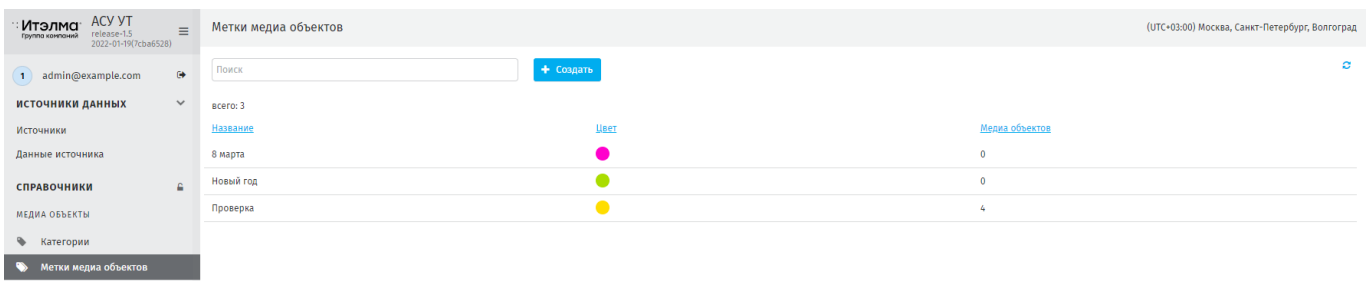 Итэлма
Группа компаний
АСУ УТ
release-1.5
2022-01-19(7cba6528)
Метки медиа объектов
(UTC+03:00) Москва, Санкт-Петербург, Волгоград
1 admin@example.com
Поиск
+ Создать
ИСТОЧНИКИ ДАННЫХ
всего: 3
Источники
Название Цвет Медиа объектов
Данные источника
8 марта 0
СПРАВОЧНИКИ
Новый год 0
МЕДИА ОБЪЕКТЫ
Проверка 4
Категории
Метки медиа объектов